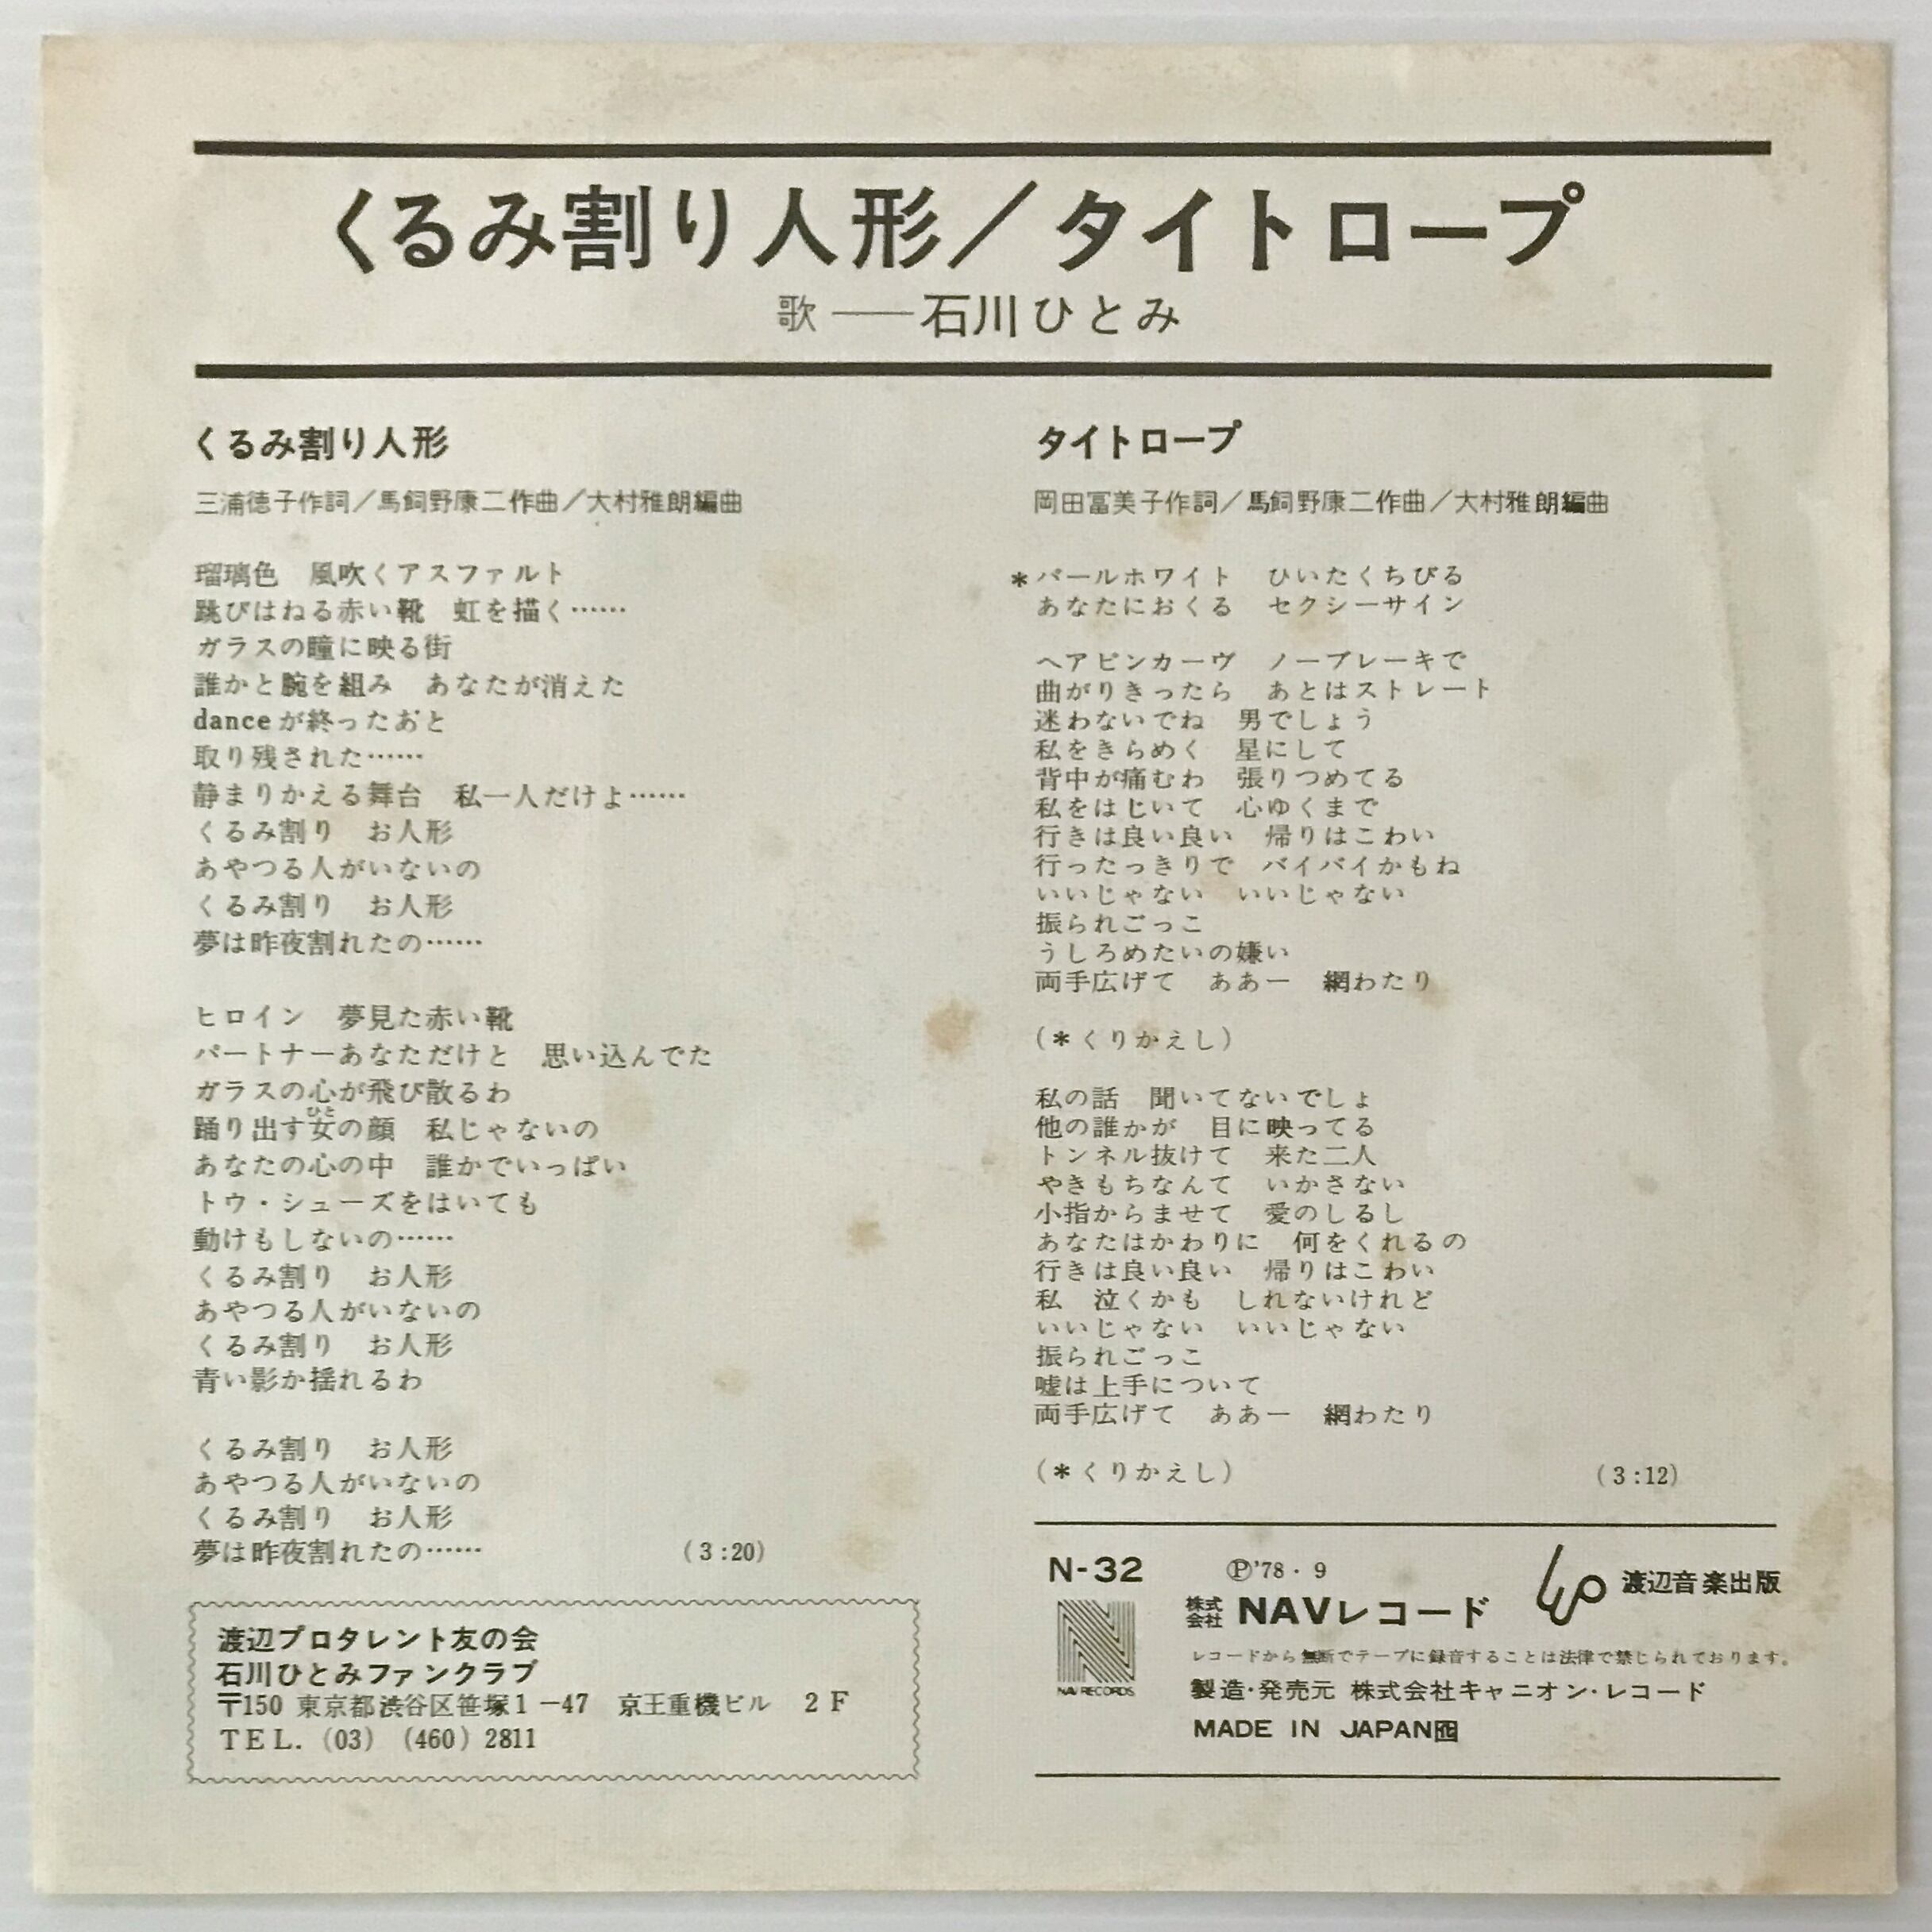 くるみ割り人形／タイトロープ
歌――石川ひとみ
くるみ割り人形
三浦徳子作詞／馬飼野康二作曲／大村雅朗編曲
瑠璃色　風吹くアスファルト
跳びはねる赤い靴　虹を描く……
ガラスの瞳に映る街
誰かと腕を組み　あなたが消えた
danceが終ったあと
取り残された……
静まりかえる舞台　私一人だけよ……
くるみ割り　お人形
あやつる人がいないの
くるみ割り　お人形
夢は昨夜割れたの……
ヒロイン　夢見た赤い靴
パートナーあなただけと　思い込んでた
ガラスの心が飛び散るわ
踊り出す女(ひと)の顔　私じゃないの
あなたの心の中　誰かでいっぱい
トウ・シューズをはいても
動けもしないの……
くるみ割り　お人形
あやつる人がいないの
くるみ割り　お人形
青い影が揺れるわ
くるみ割り　お人形
あやつる人がいないの
くるみ割り　お人形
夢は昨夜割れたの……　(3:20)
渡辺プロタレント友の会
石川ひとみファンクラブ
〒150 東京都渋谷区笹塚1－47　京王重機ビル　2F
TEL. (03) (460) 2811
タイトロープ
岡田冨美子作詞／馬飼野康二作曲／大村雅朗編曲
＊パールホワイト　ひいたくちびる
あなたにおくる　セクシーサイン
ヘアピンカーヴ　ノーブレーキで
曲がりきったら　あとはストレート
迷わないでね　男でしょう
私をきらめく　星にして
背中が痛むわ　張りつめてる
私をはじいて　心ゆくまで
行きは良い良い　帰りはこわい
行ったっきりで　バイバイかもね
いいじゃない　いいじゃない
振られごっこ
うしろめたいの嫌い
両手広げて　ああー　網わたり
(＊くりかえし)
私の話　聞いてないでしょ
他の誰かが　目に映ってる
トンネル抜けて　来た二人
やきもちなんて　いかさない
小指からませて　愛のしるし
あなたはかわりに　何をくれるの
行きは良い良い　帰りはこわい
私　泣くかも　しれないけれど
いいじゃない　いいじゃない
振られごっこ
嘘は上手について
両手広げて　ああー　網わたり
(＊くりかえし)　(3:12)
N-32　Ⓟ'78・9
渡辺音楽出版
株式会社 NAVレコード
NAV RECORDS
レコードから無断でテープに録音することは法律で禁じられております。
製造・発売元 株式会社キャニオン・レコード
MADE IN JAPAN